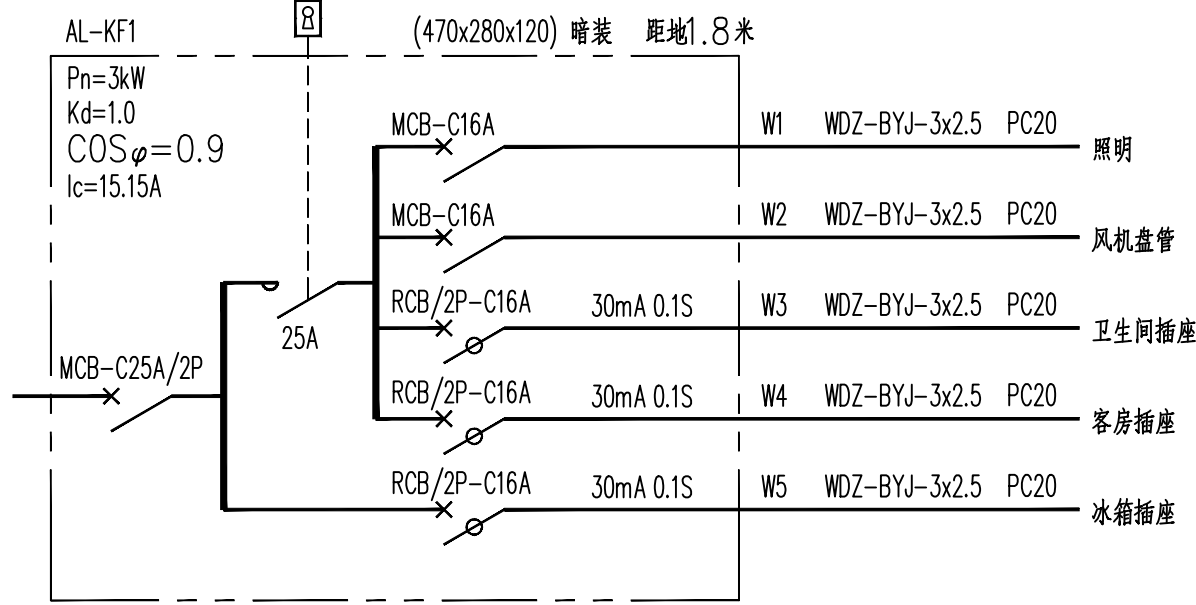 AL-KF1 (470x280x120) 暗装 距地1.8米
Pn=3kW
Kd=1.0
COSφ=0.9
Ic=15.15A
MCB-C16A W1 WDZ-BYJ-3x2.5 PC20 照明
MCB-C16A W2 WDZ-BYJ-3x2.5 PC20 风机盘管
RCB/2P-C16A 30mA 0.1S W3 WDZ-BYJ-3x2.5 PC20 卫生间插座
25A
MCB-C25A/2P
RCB/2P-C16A 30mA 0.1S W4 WDZ-BYJ-3x2.5 PC20 客房插座
RCB/2P-C16A 30mA 0.1S W5 WDZ-BYJ-3x2.5 PC20 冰箱插座